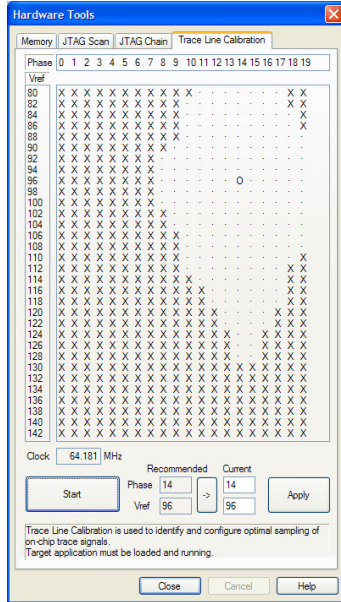 Hardware Tools
Memory JTAG Scan JTAG Chain Trace Line Calibration
Phase 0 1 2 3 4 5 6 7 8 9 10 11 12 13 14 15 16 17 18 19
Vref
80 X X X X X X X X X X X · · · · · · · X X
82 X X X X X X X X X X · · · · · · · · X X
84 X X X X X X X X X X · · · · · · · · · X
86 X X X X X X X X X X · · · · · · · · · X
88 X X X X X X X X X X · · · · · · · · · ·
90 X X X X X X X X X · · · · · · · · · · ·
92 X X X X X X X X · · · · · · · · · · · ·
94 X X X X X X X X · · · · · · · · · · · ·
96 X X X X X X X X · · · · · · O · · · · ·
98 X X X X X X X X · · · · · · · · · · · ·
100 X X X X X X X X · · · · · · · · · · · ·
102 X X X X X X X X X · · · · · · · · · · ·
104 X X X X X X X X X · · · · · · · · · · ·
106 X X X X X X X X X X · · · · · · · · · ·
108 X X X X X X X X X X · · · · · · · · · ·
110 X X X X X X X X X X · · · · · · · · · X
112 X X X X X X X X X X · · · · · · · · X X
114 X X X X X X X X X X X · · · · · · · X X
116 X X X X X X X X X X X X · · · · · · X X
118 X X X X X X X X X X X X · · · · · · X X
120 X X X X X X X X X X X X X · · · · X X X
122 X X X X X X X X X X X X X · · · · X X X
124 X X X X X X X X X X X X X · · · X X X X
126 X X X X X X X X X X X X X · · · X X X X
128 X X X X X X X X X X X X X · · · X X X X
130 X X X X X X X X X X X X X X X X X X X X
132 X X X X X X X X X X X X X X X X X X X X
134 X X X X X X X X X X X X X X X X X X X X
136 X X X X X X X X X X X X X X X X X X X X
138 X X X X X X X X X X X X X X X X X X X X
140 X X X X X X X X X X X X X X X X X X X X
142 X X X X X X X X X X X X X X X X X X X X
Clock 64.181 MHz
Recommended Current
Start Phase 14 -> 14 Apply
Vref 96 96
Trace Line Calibration is used to identify and configure optimal sampling of
on-chip trace signals.
Target application must be loaded and running.
Close Cancel Help